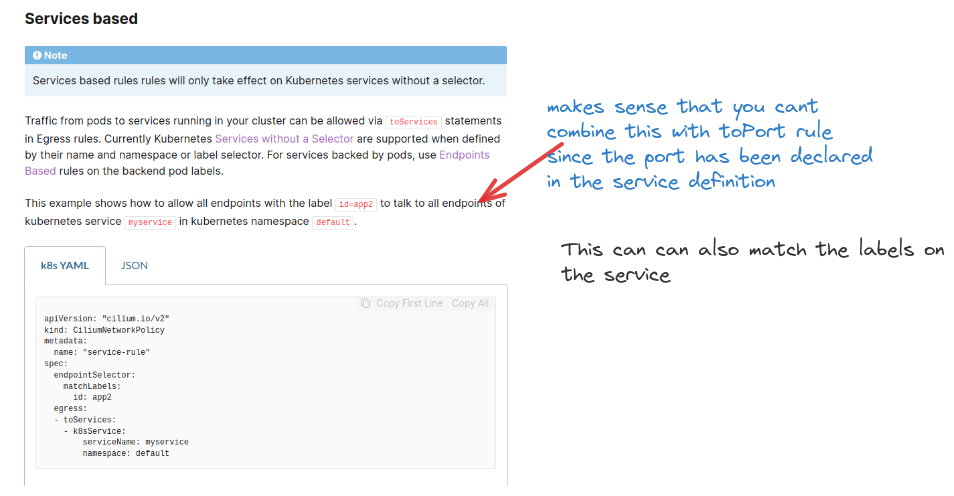 Services based
Note
Services based rules rules will only take effect on Kubernetes services without a selector.
Traffic from pods to services running in your cluster can be allowed via toServices statements
in Egress rules. Currently Kubernetes Services without a Selector are supported when defined
by their name and namespace or label selector. For services backed by pods, use Endpoints
Based rules on the backend pod labels.
This example shows how to allow all endpoints with the label id=app2 to talk to all endpoints of
kubernetes service myservice in kubernetes namespace default.
makes sense that you cant
combine this with toPort rule
since the port has been declared
in the service definition
This can can also match the labels on
the service
k8s YAML JSON
Copy First Line Copy All
apiVersion: "cilium.io/v2"
kind: CiliumNetworkPolicy
metadata:
  name: "service-rule"
spec:
  endpointSelector:
    matchLabels:
      id: app2
  egress:
  - toServices:
    - k8sService:
        serviceName: myservice
        namespace: default